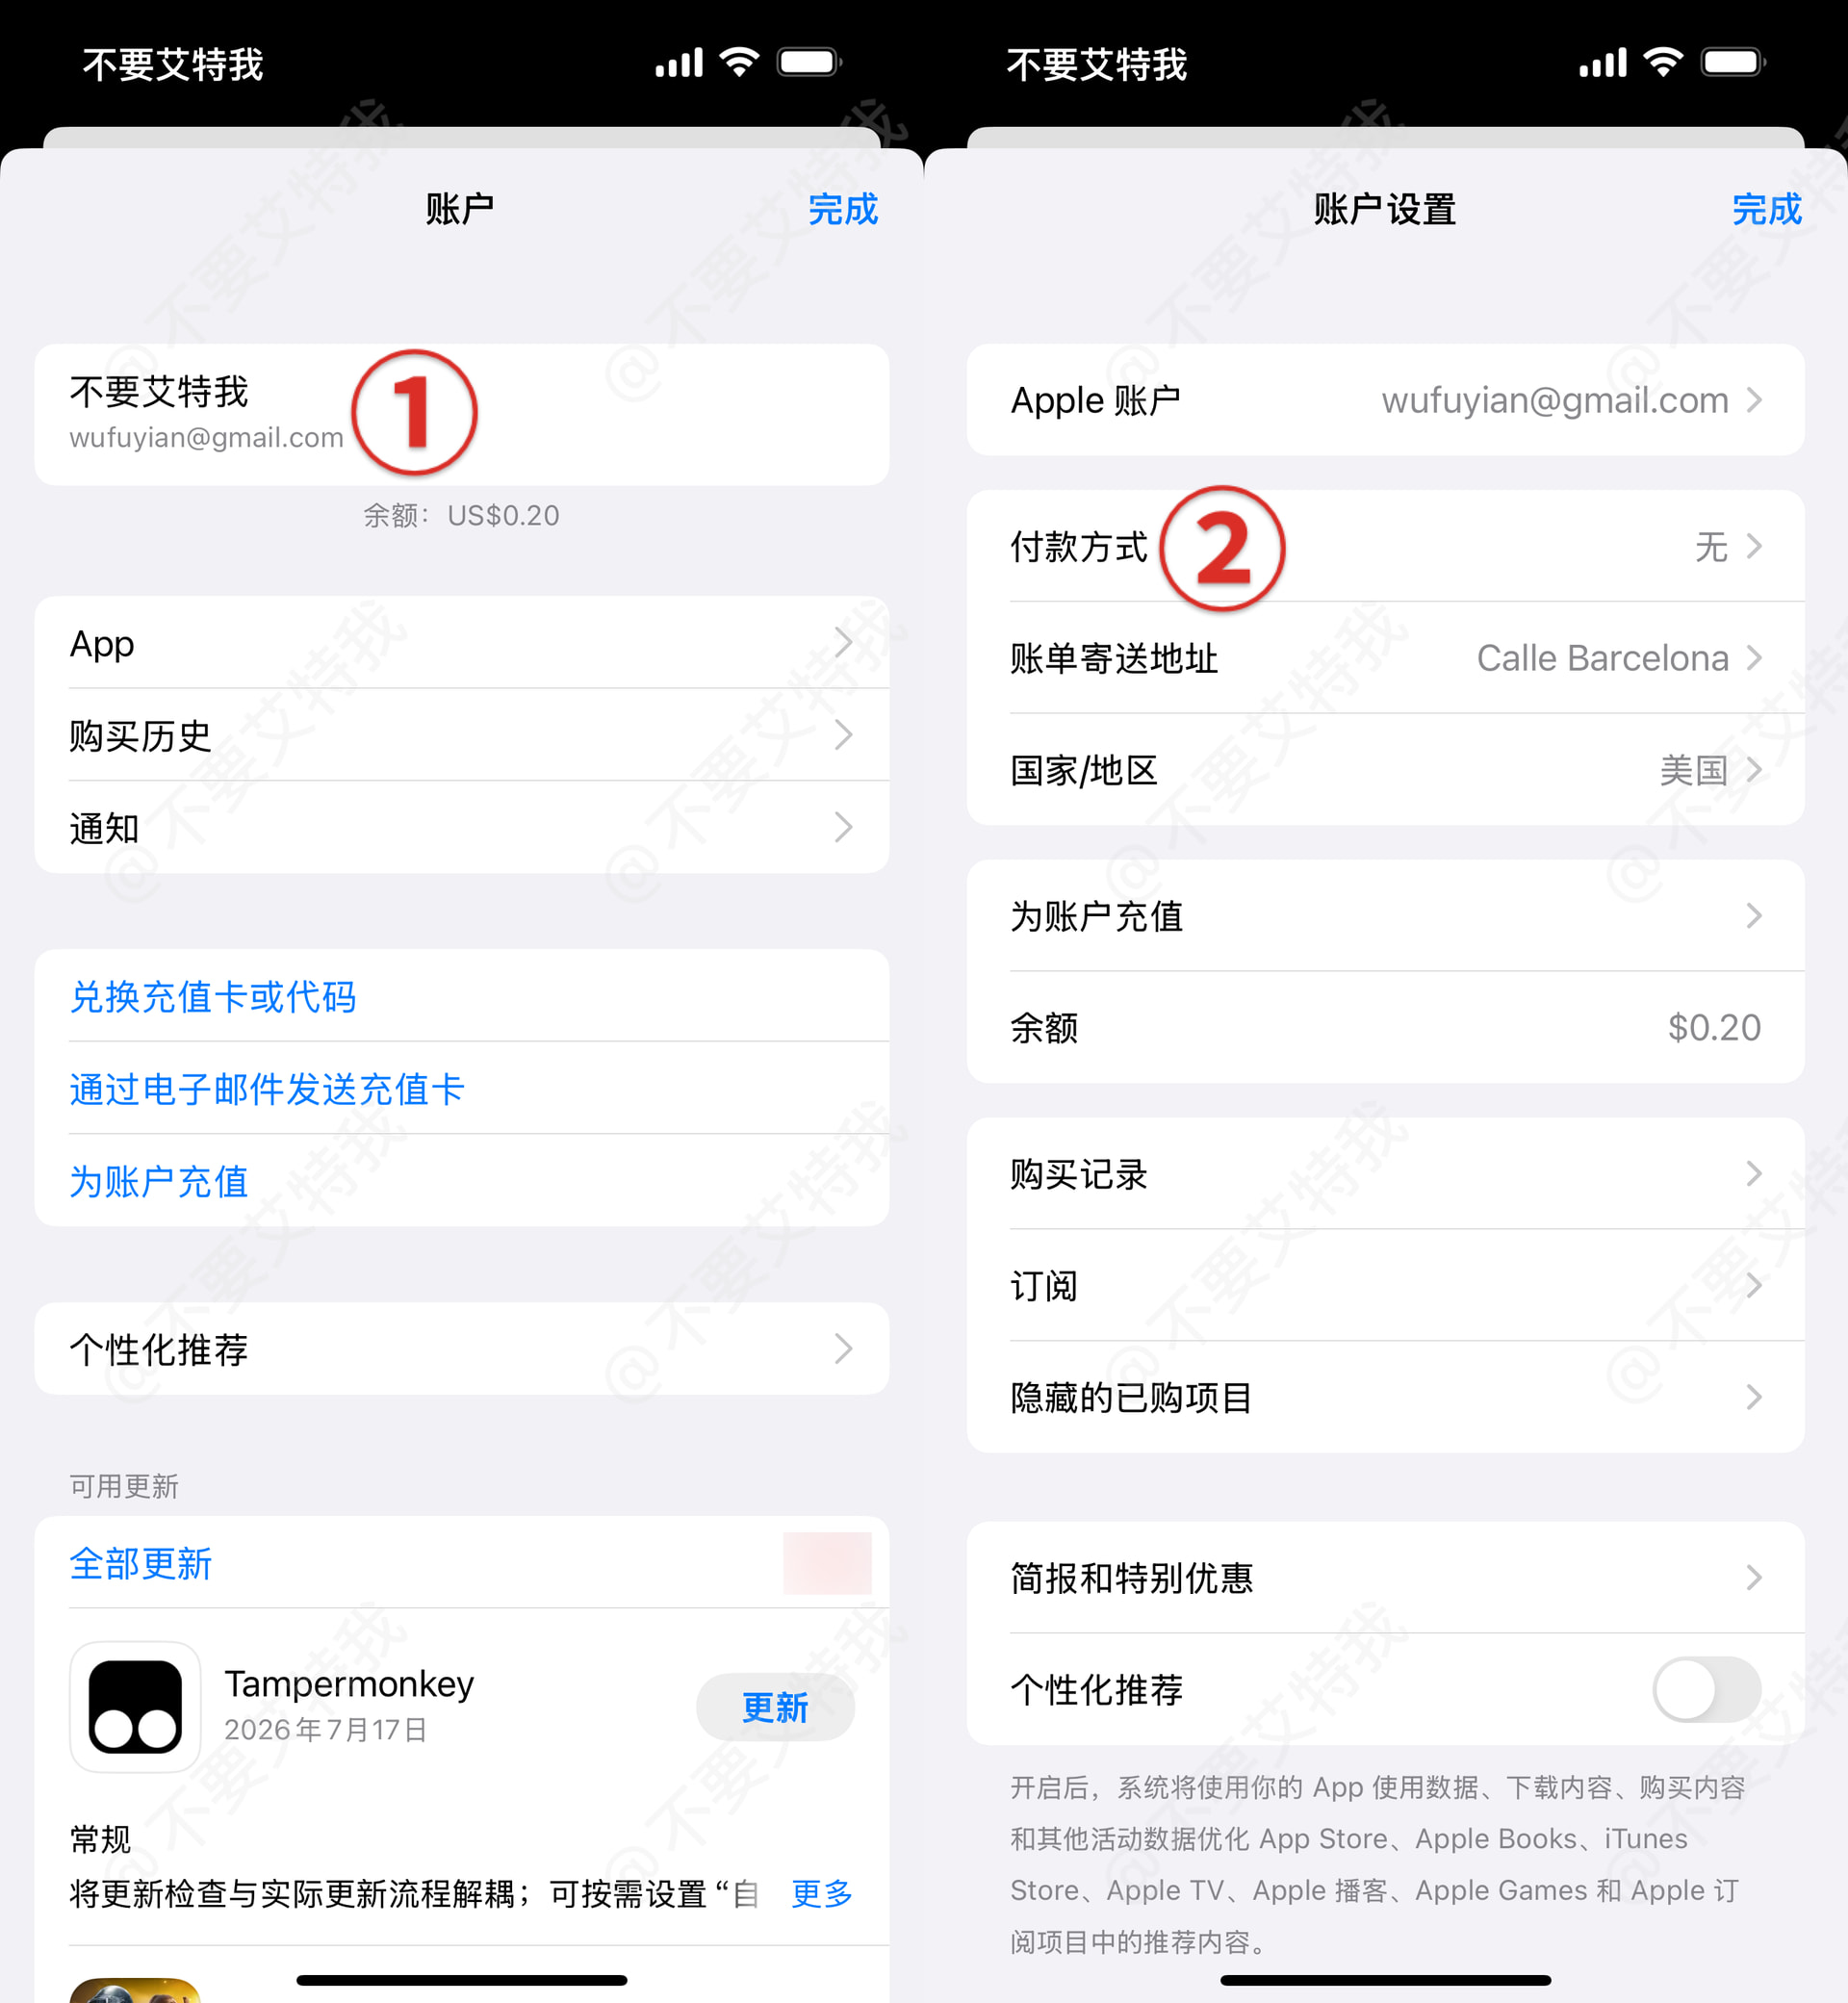 不要艾特我
账户
完成
不要艾特我
wufuyian@gmail.com
1
余额：US$0.20
App
购买历史
通知
兑换充值卡或代码
通过电子邮件发送充值卡
为账户充值
个性化推荐
可用更新
全部更新
Tampermonkey
2026年7月17日
更新
常规
将更新检查与实际更新流程解耦；可按需设置“自
更多
不要艾特我
账户设置
完成
Apple 账户
wufuyian@gmail.com
付款方式
2
无
账单寄送地址
Calle Barcelona
国家/地区
美国
为账户充值
余额
$0.20
购买记录
订阅
隐藏的已购项目
简报和特别优惠
个性化推荐
开启后，系统将使用你的 App 使用数据、下载内容、购买内容
和其他活动数据优化 App Store、Apple Books、iTunes
Store、Apple TV、Apple 播客、Apple Games 和 Apple 订
阅项目中的推荐内容。
@不要艾特我